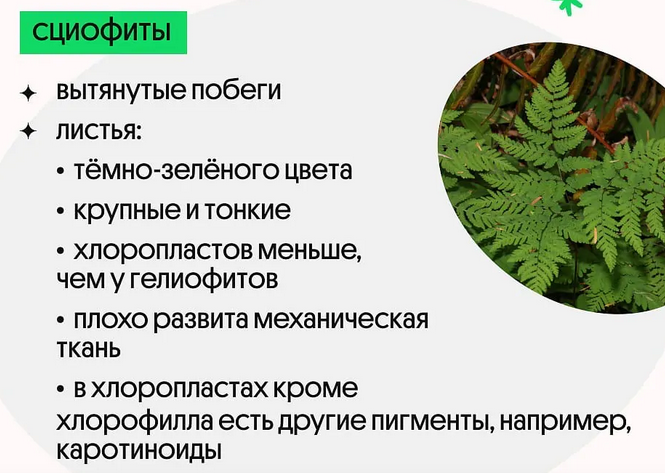 сциофиты
вытянутые побеги
листья:
• тёмно-зелёного цвета
• крупные и тонкие
• хлоропластов меньше,
чем у гелиофитов
• плохо развита механическая
ткань
• в хлоропластах кроме
хлорофилла есть другие пигменты, например,
каротиноиды